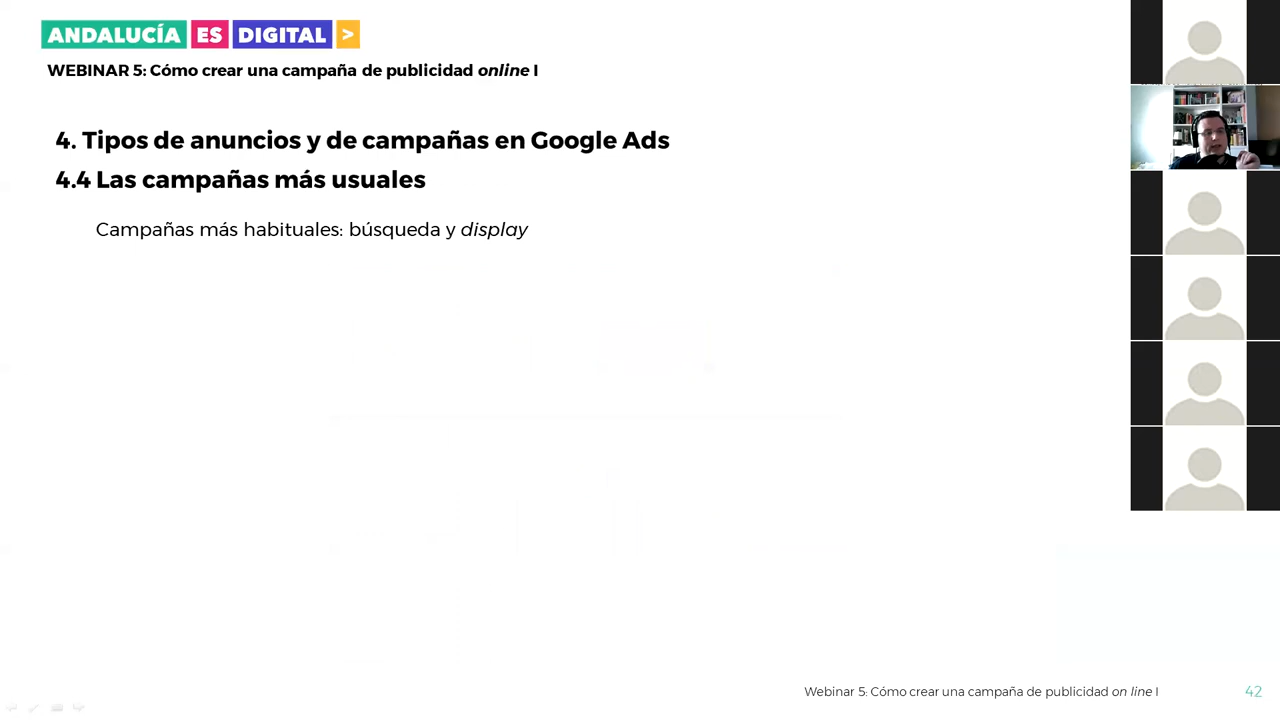 ANDALUCÍA ES DIGITAL >
WEBINAR 5: Cómo crear una campaña de publicidad online I
4. Tipos de anuncios y de campañas en Google Ads
4.4 Las campañas más usuales
Campañas más habituales: búsqueda y display
Webinar 5: Cómo crear una campaña de publicidad on line I
42